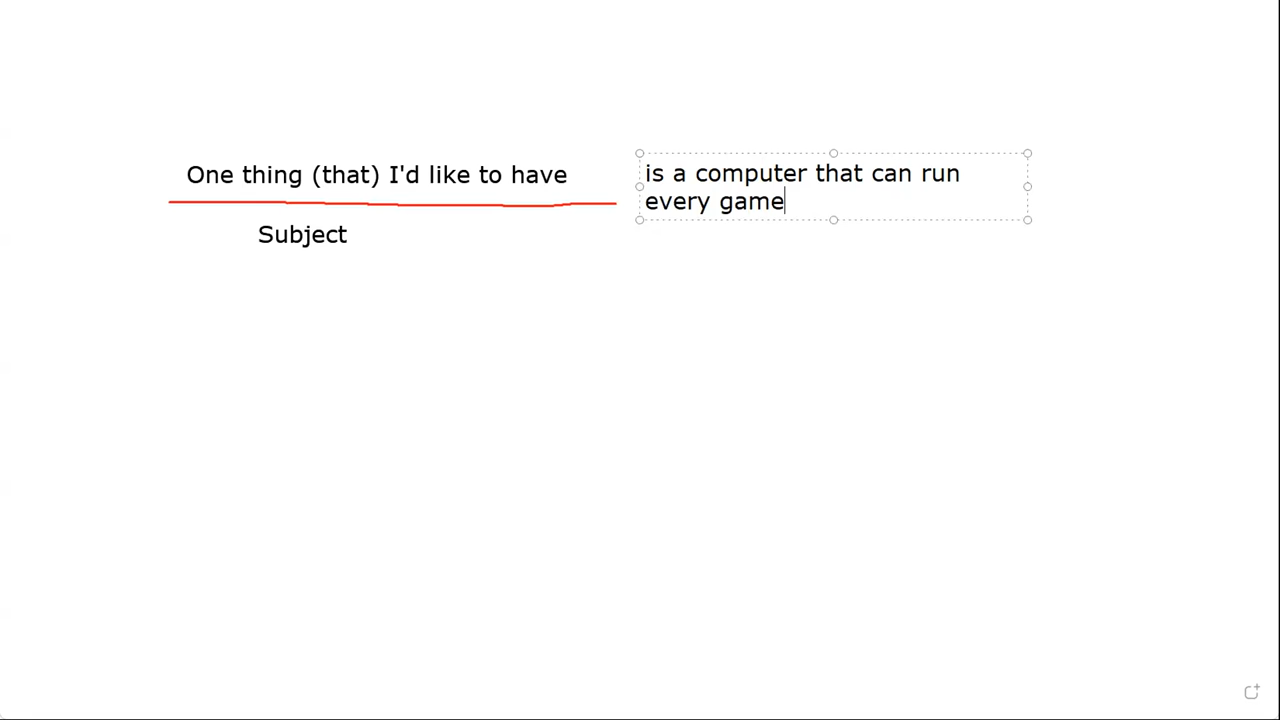 One thing (that) I'd like to have
is a computer that can run
every game
Subject